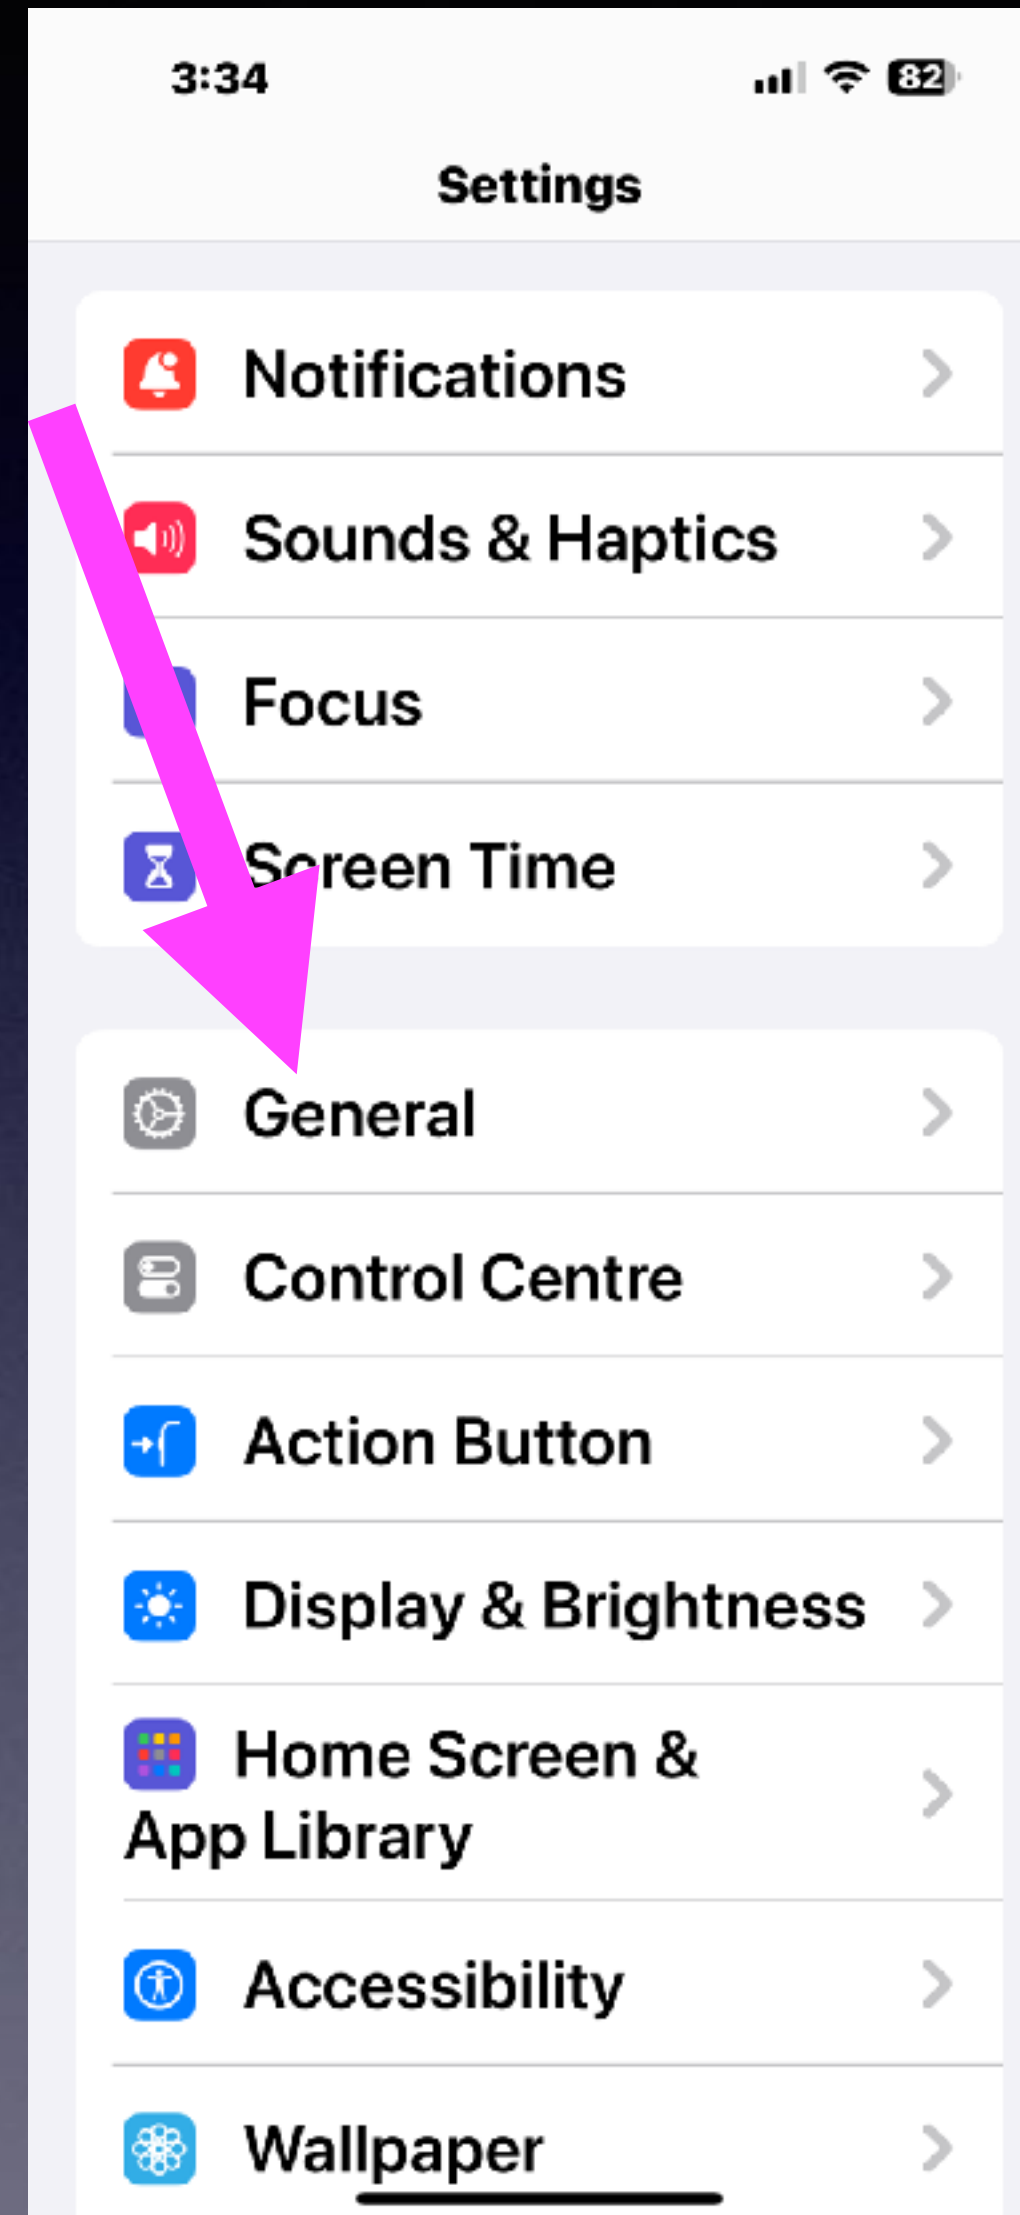 3:34
82
Settings
Notifications
Sounds & Haptics
Focus
Screen Time
General
Control Centre
Action Button
Display & Brightness
Home Screen &
App Library
Accessibility
Wallpaper